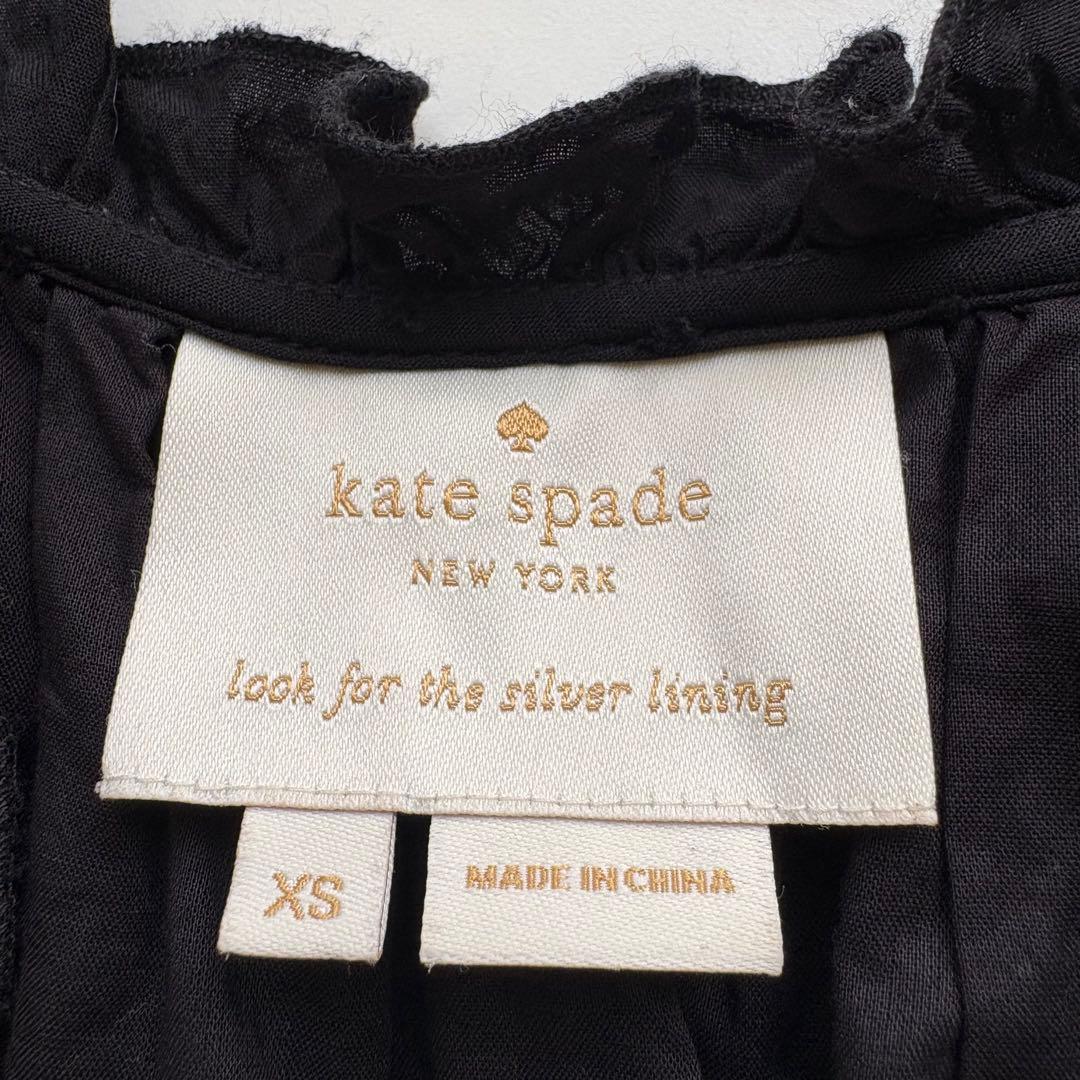 kate spade
NEW YORK
look for the silver lining
XS
MADE IN CHINA